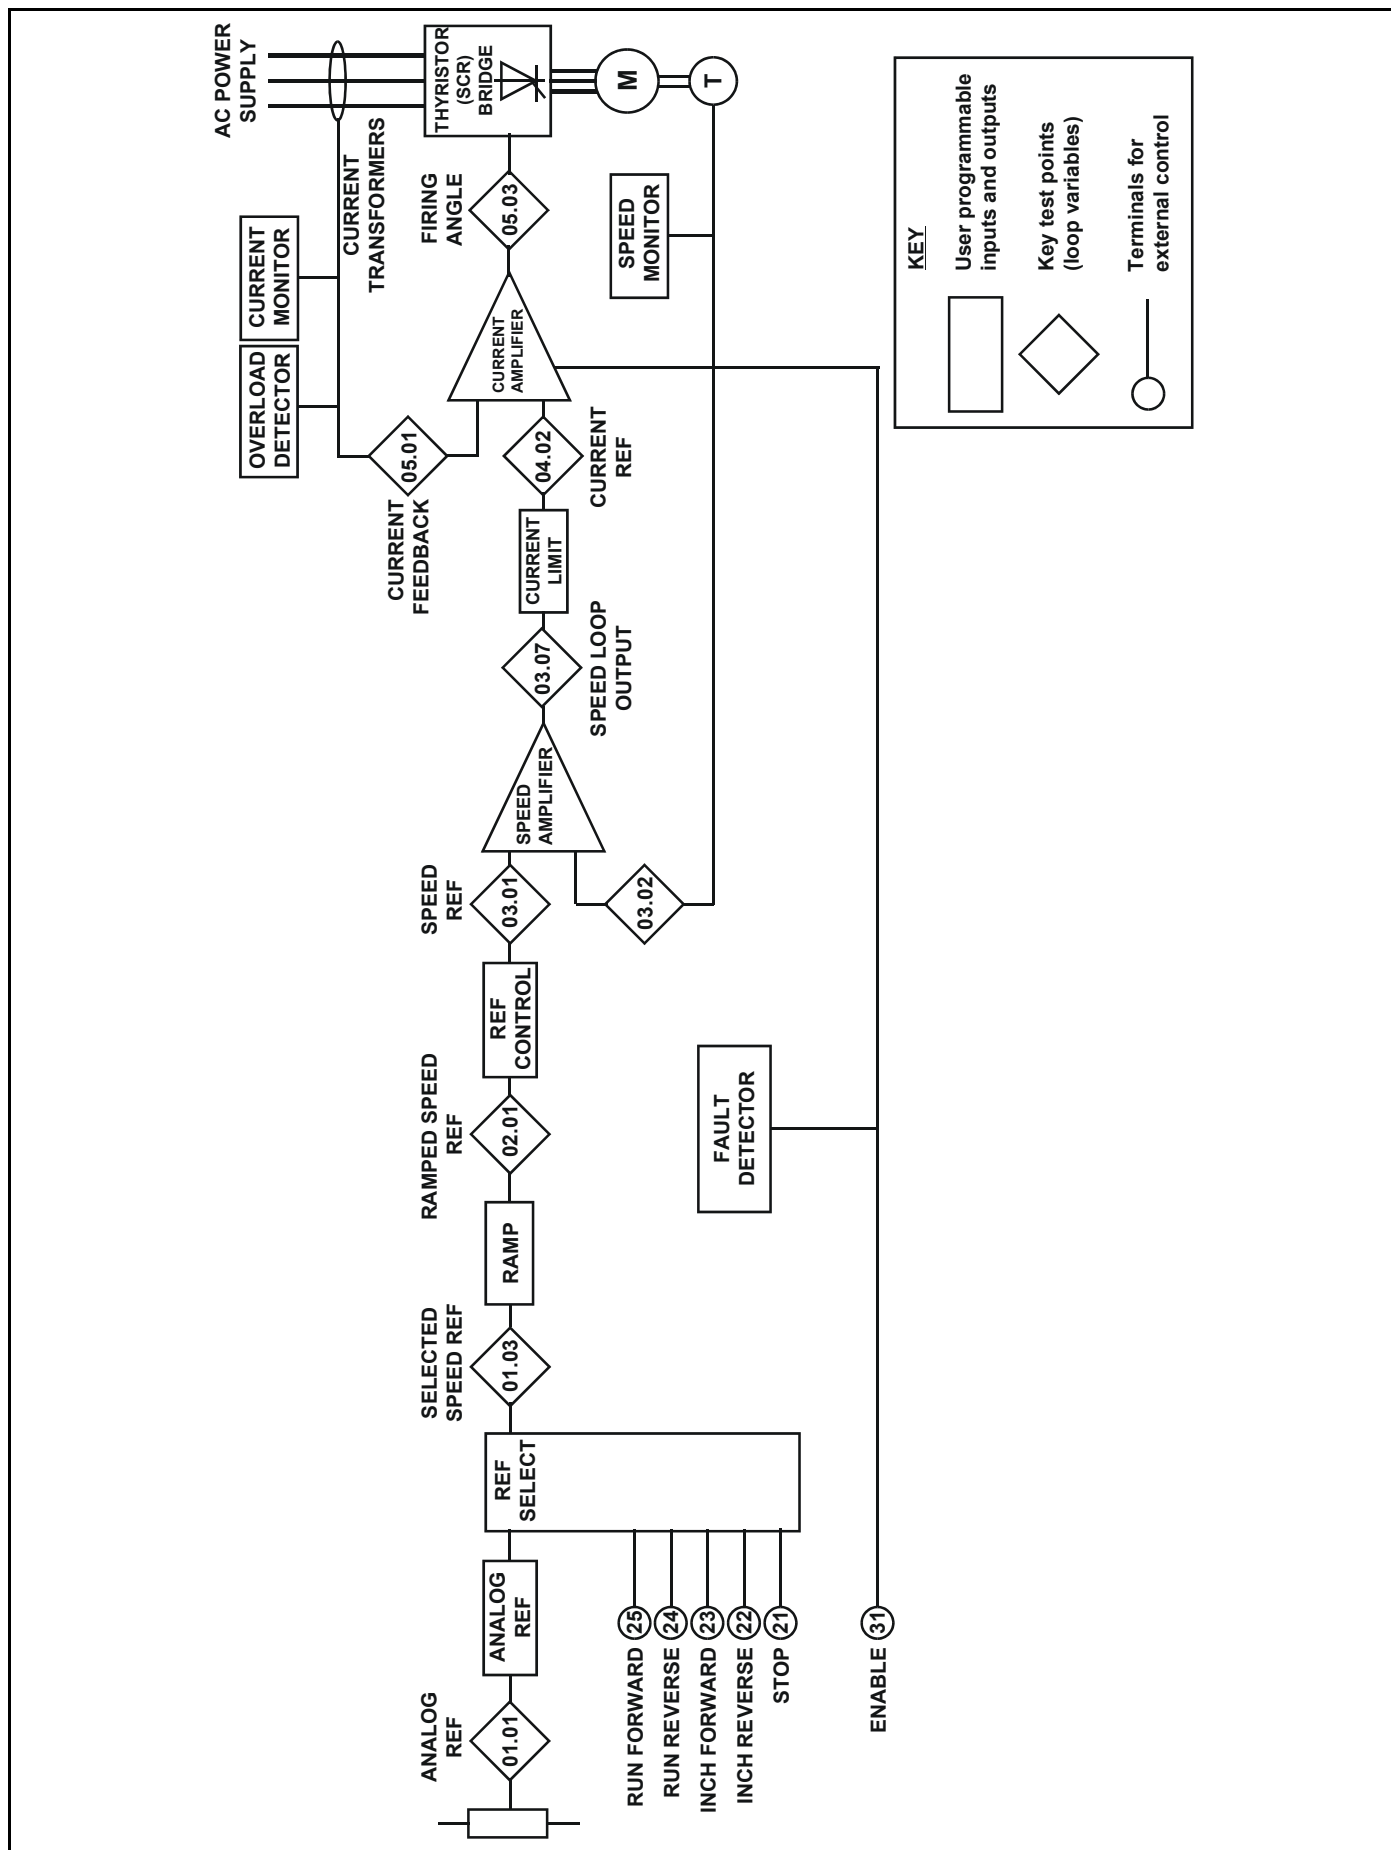 AC POWER
SUPPLY
CURRENT
TRANSFORMERS
THYRISTOR
(SCR)
BRIDGE
M
T
CURRENT
MONITOR
OVERLOAD
DETECTOR
FIRING
ANGLE
05.03
SPEED
MONITOR
CURRENT
AMPLIFIER
05.01
CURRENT
FEEDBACK
04.02
CURRENT
REF
CURRENT
LIMIT
03.07
SPEED LOOP
OUTPUT
SPEED
AMPLIFIER
SPEED
REF
03.01
03.02
REF
CONTROL
RAMPED SPEED
REF
02.01
RAMP
SELECTED
SPEED REF
01.03
REF
SELECT
ANALOG
REF
ANALOG
REF
01.01
FAULT
DETECTOR
RUN FORWARD 25
RUN REVERSE 24
INCH FORWARD 23
INCH REVERSE 22
STOP 21
ENABLE 31
KEY
User programmable
inputs and outputs
Key test points
(loop variables)
Terminals for
external control